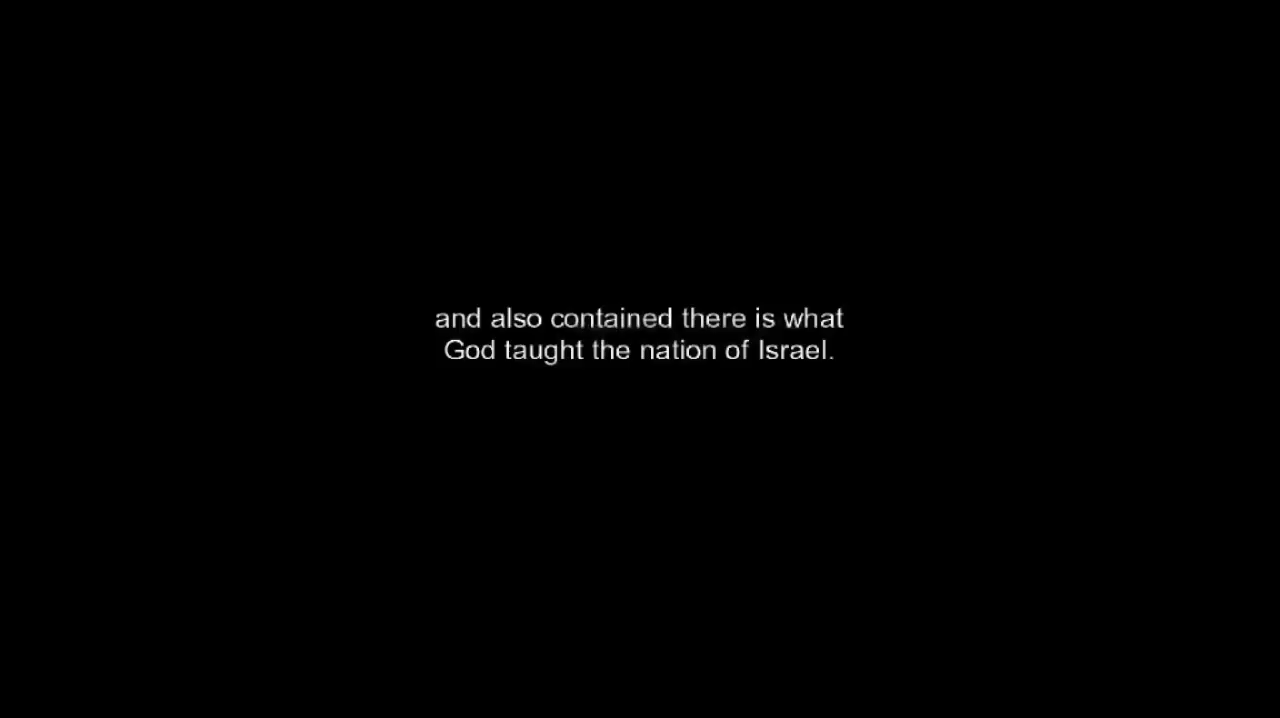 and also contained there is what
God taught the nation of Israel.